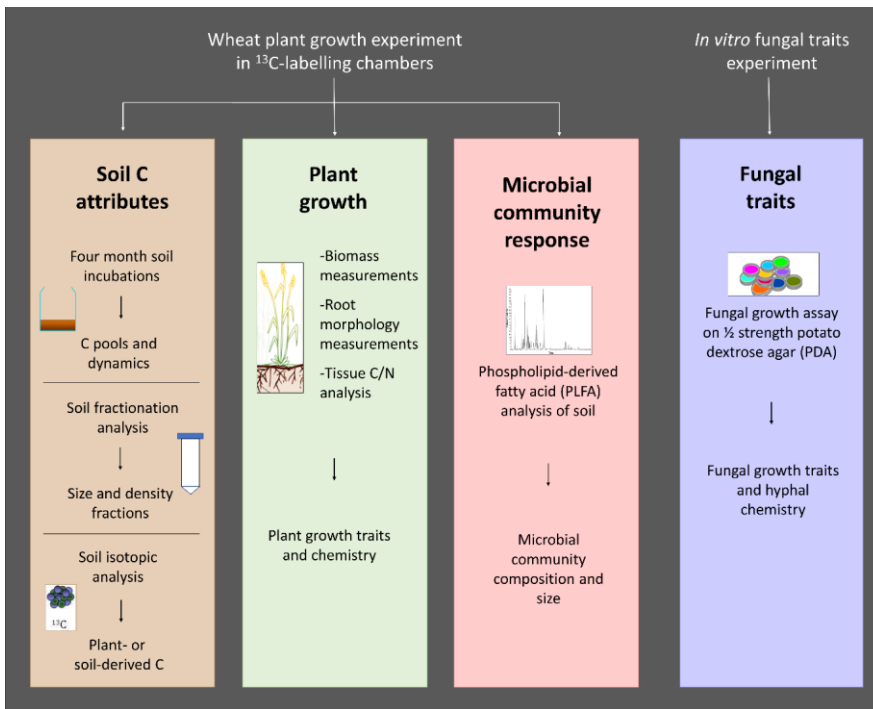 Wheat plant growth experiment
in ¹³C-labelling chambers
In vitro fungal traits
experiment
Soil C
attributes
Four month soil
incubations
C pools and
dynamics
Soil fractionation
analysis
Size and density
fractions
Soil isotopic
analysis
¹³C
Plant- or
soil-derived C
Plant
growth
-Biomass
measurements
-Root
morphology
measurements
-Tissue C/N
analysis
Plant growth traits
and chemistry
Microbial
community
response
Phospholipid-derived
fatty acid (PLFA)
analysis of soil
Microbial
community
composition and
size
Fungal
traits
Fungal growth assay
on ½ strength potato
dextrose agar (PDA)
Fungal growth traits
and hyphal
chemistry